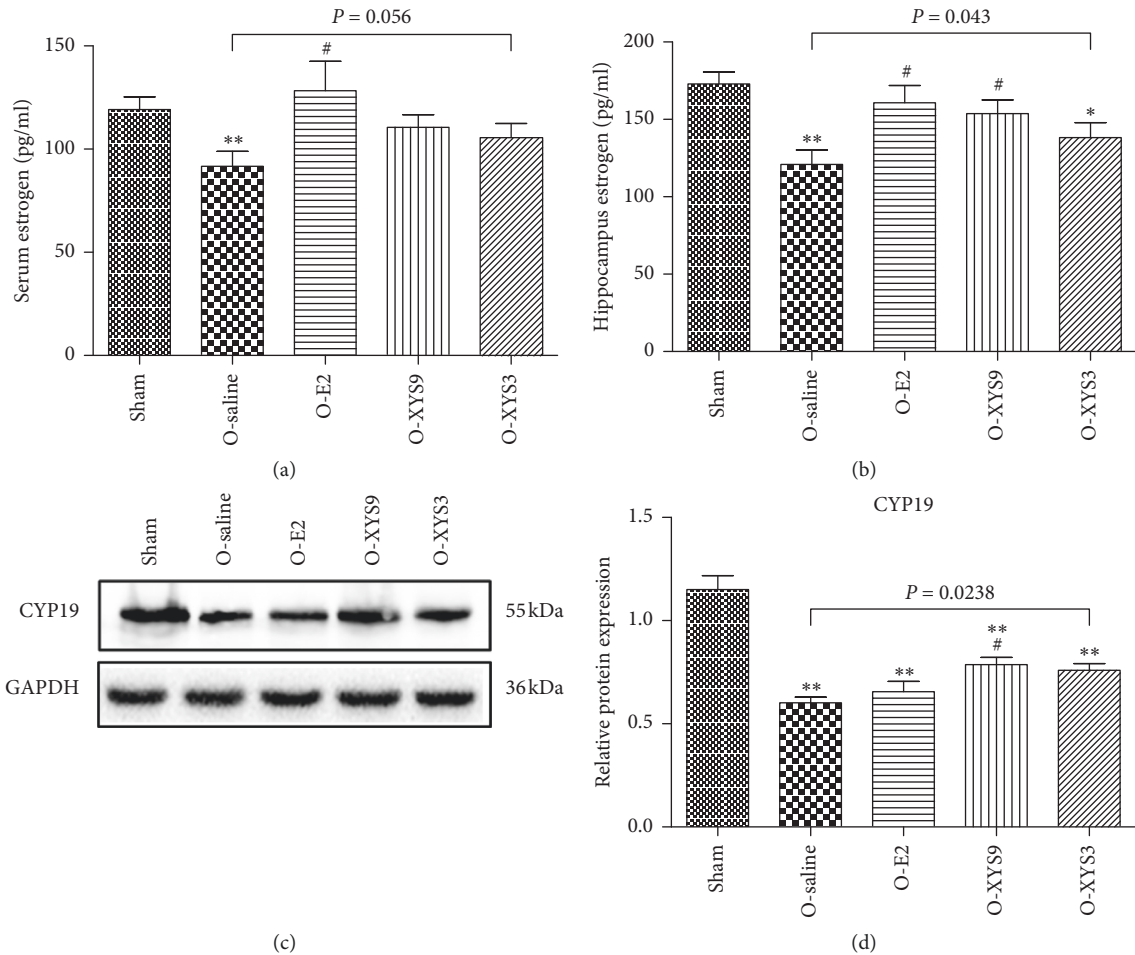 P = 0.056
150
#
100
**
50
0
Serum estrogen (pg/ml)
Sham
O-saline
O-E2
O-XYS9
O-XYS3
(a)
P = 0.043
200
#
#
150
*
**
100
50
0
Hippocampus estrogen (pg/ml)
Sham
O-saline
O-E2
O-XYS9
O-XYS3
(b)
Sham
O-saline
O-E2
O-XYS9
O-XYS3
CYP19
55 kDa
GAPDH
36 kDa
(c)
CYP19
1.5
P = 0.0238
1.0
**
#
**
**
**
0.5
0.0
Relative protein expression
Sham
O-saline
O-E2
O-XYS9
O-XYS3
(d)